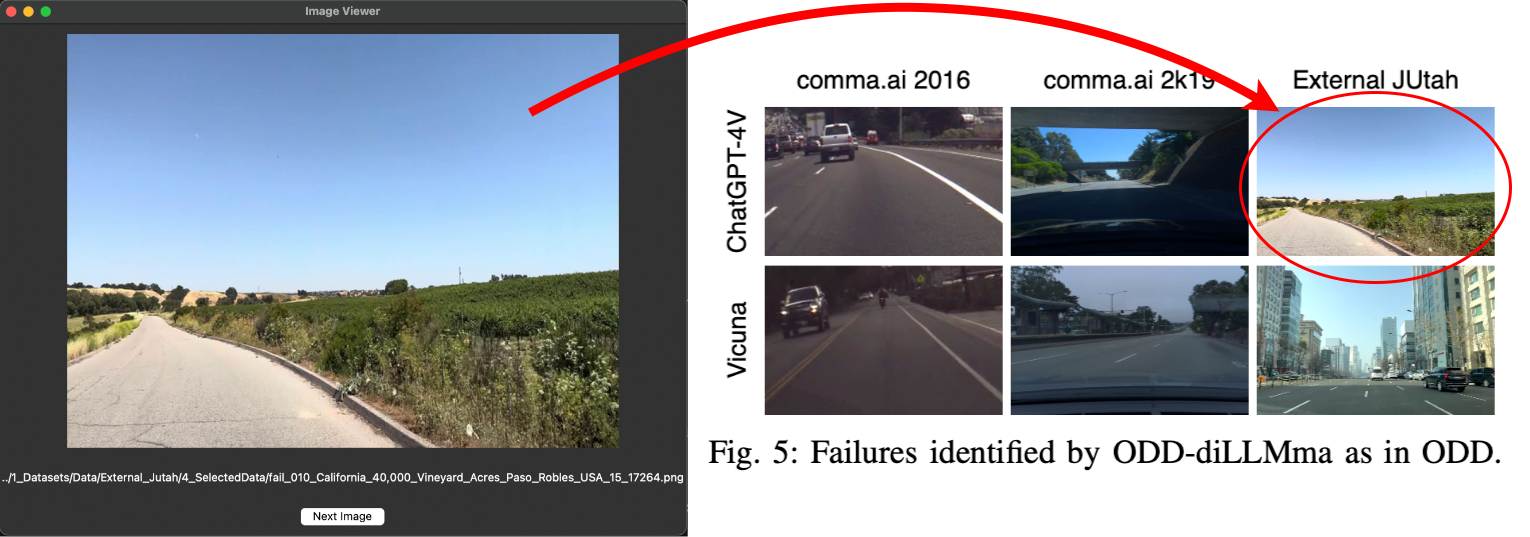 Image Viewer
../1_Datasets/Data/External_Jutah/4_SelectedData/fail_010_California_40,000_Vineyard_Acres_Paso_Robles_USA_15_17264.png
Next Image
comma.ai 2016
comma.ai 2k19
External JUtah
ChatGPT-4V
Vicuna
Fig. 5: Failures identified by ODD-diLLMma as in ODD.